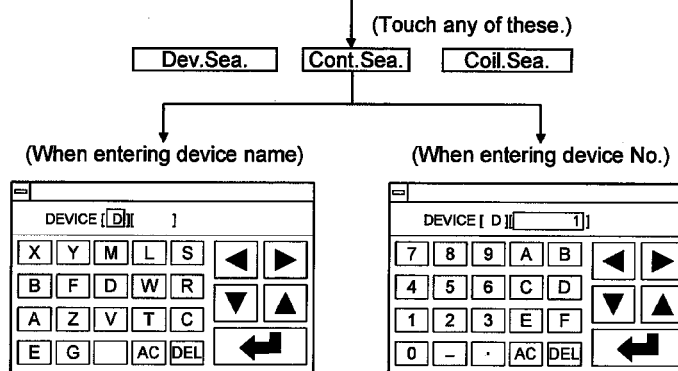 (Touch any of these.)
Dev.Sea. Cont.Sea. Coil.Sea.
(When entering device name)
DEVICE [D][ ]
X Y M L S
B F D W R
A Z V T C
E G AC DEL
(When entering device No.)
DEVICE [ D ][ 1]
7 8 9 A B
4 5 6 C D
1 2 3 E F
0 – · AC DEL